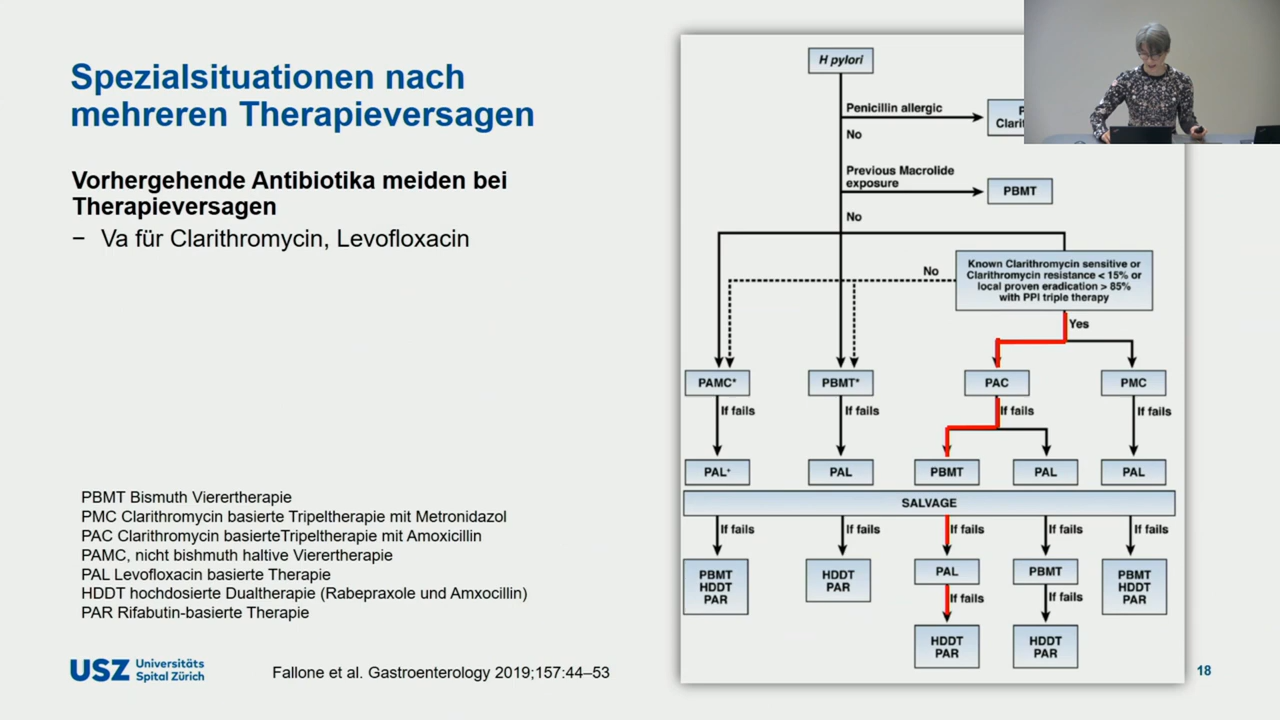 Spezialsituationen nach
mehreren Therapieversagen
Vorhergehende Antibiotika meiden bei
Therapieversagen
− Va für Clarithromycin, Levofloxacin
PBMT Bismuth Vierertherapie
PMC Clarithromycin basierte Tripeltherapie mit Metronidazol
PAC Clarithromycin basierteTripeltherapie mit Amoxicillin
PAMC, nicht bishmuth haltive Vierertherapie
PAL Levofloxacin basierte Therapie
HDDT hochdosierte Dualtherapie (Rabepraxole und Amxocillin)
PAR Rifabutin-basierte Therapie
USZ Universitäts
Spital Zürich
Fallone et al. Gastroenterology 2019;157:44–53
18
H pylori
Penicillin allergic
No
Previous Macrolide
exposure
PBMT
No
Known Clarithromycin sensitive or
Clarithromycin resistance < 15% or
local proven eradication > 85%
with PPI triple therapy
No
Yes
PAMC* PBMT* PAC PMC
If fails If fails If fails If fails
PAL+ PAL PBMT PAL PAL
SALVAGE
If fails If fails If fails If fails If fails
PBMT
HDDT
PAR
HDDT
PAR
PAL
If fails
HDDT
PAR
PBMT
If fails
HDDT
PAR
PBMT
HDDT
PAR